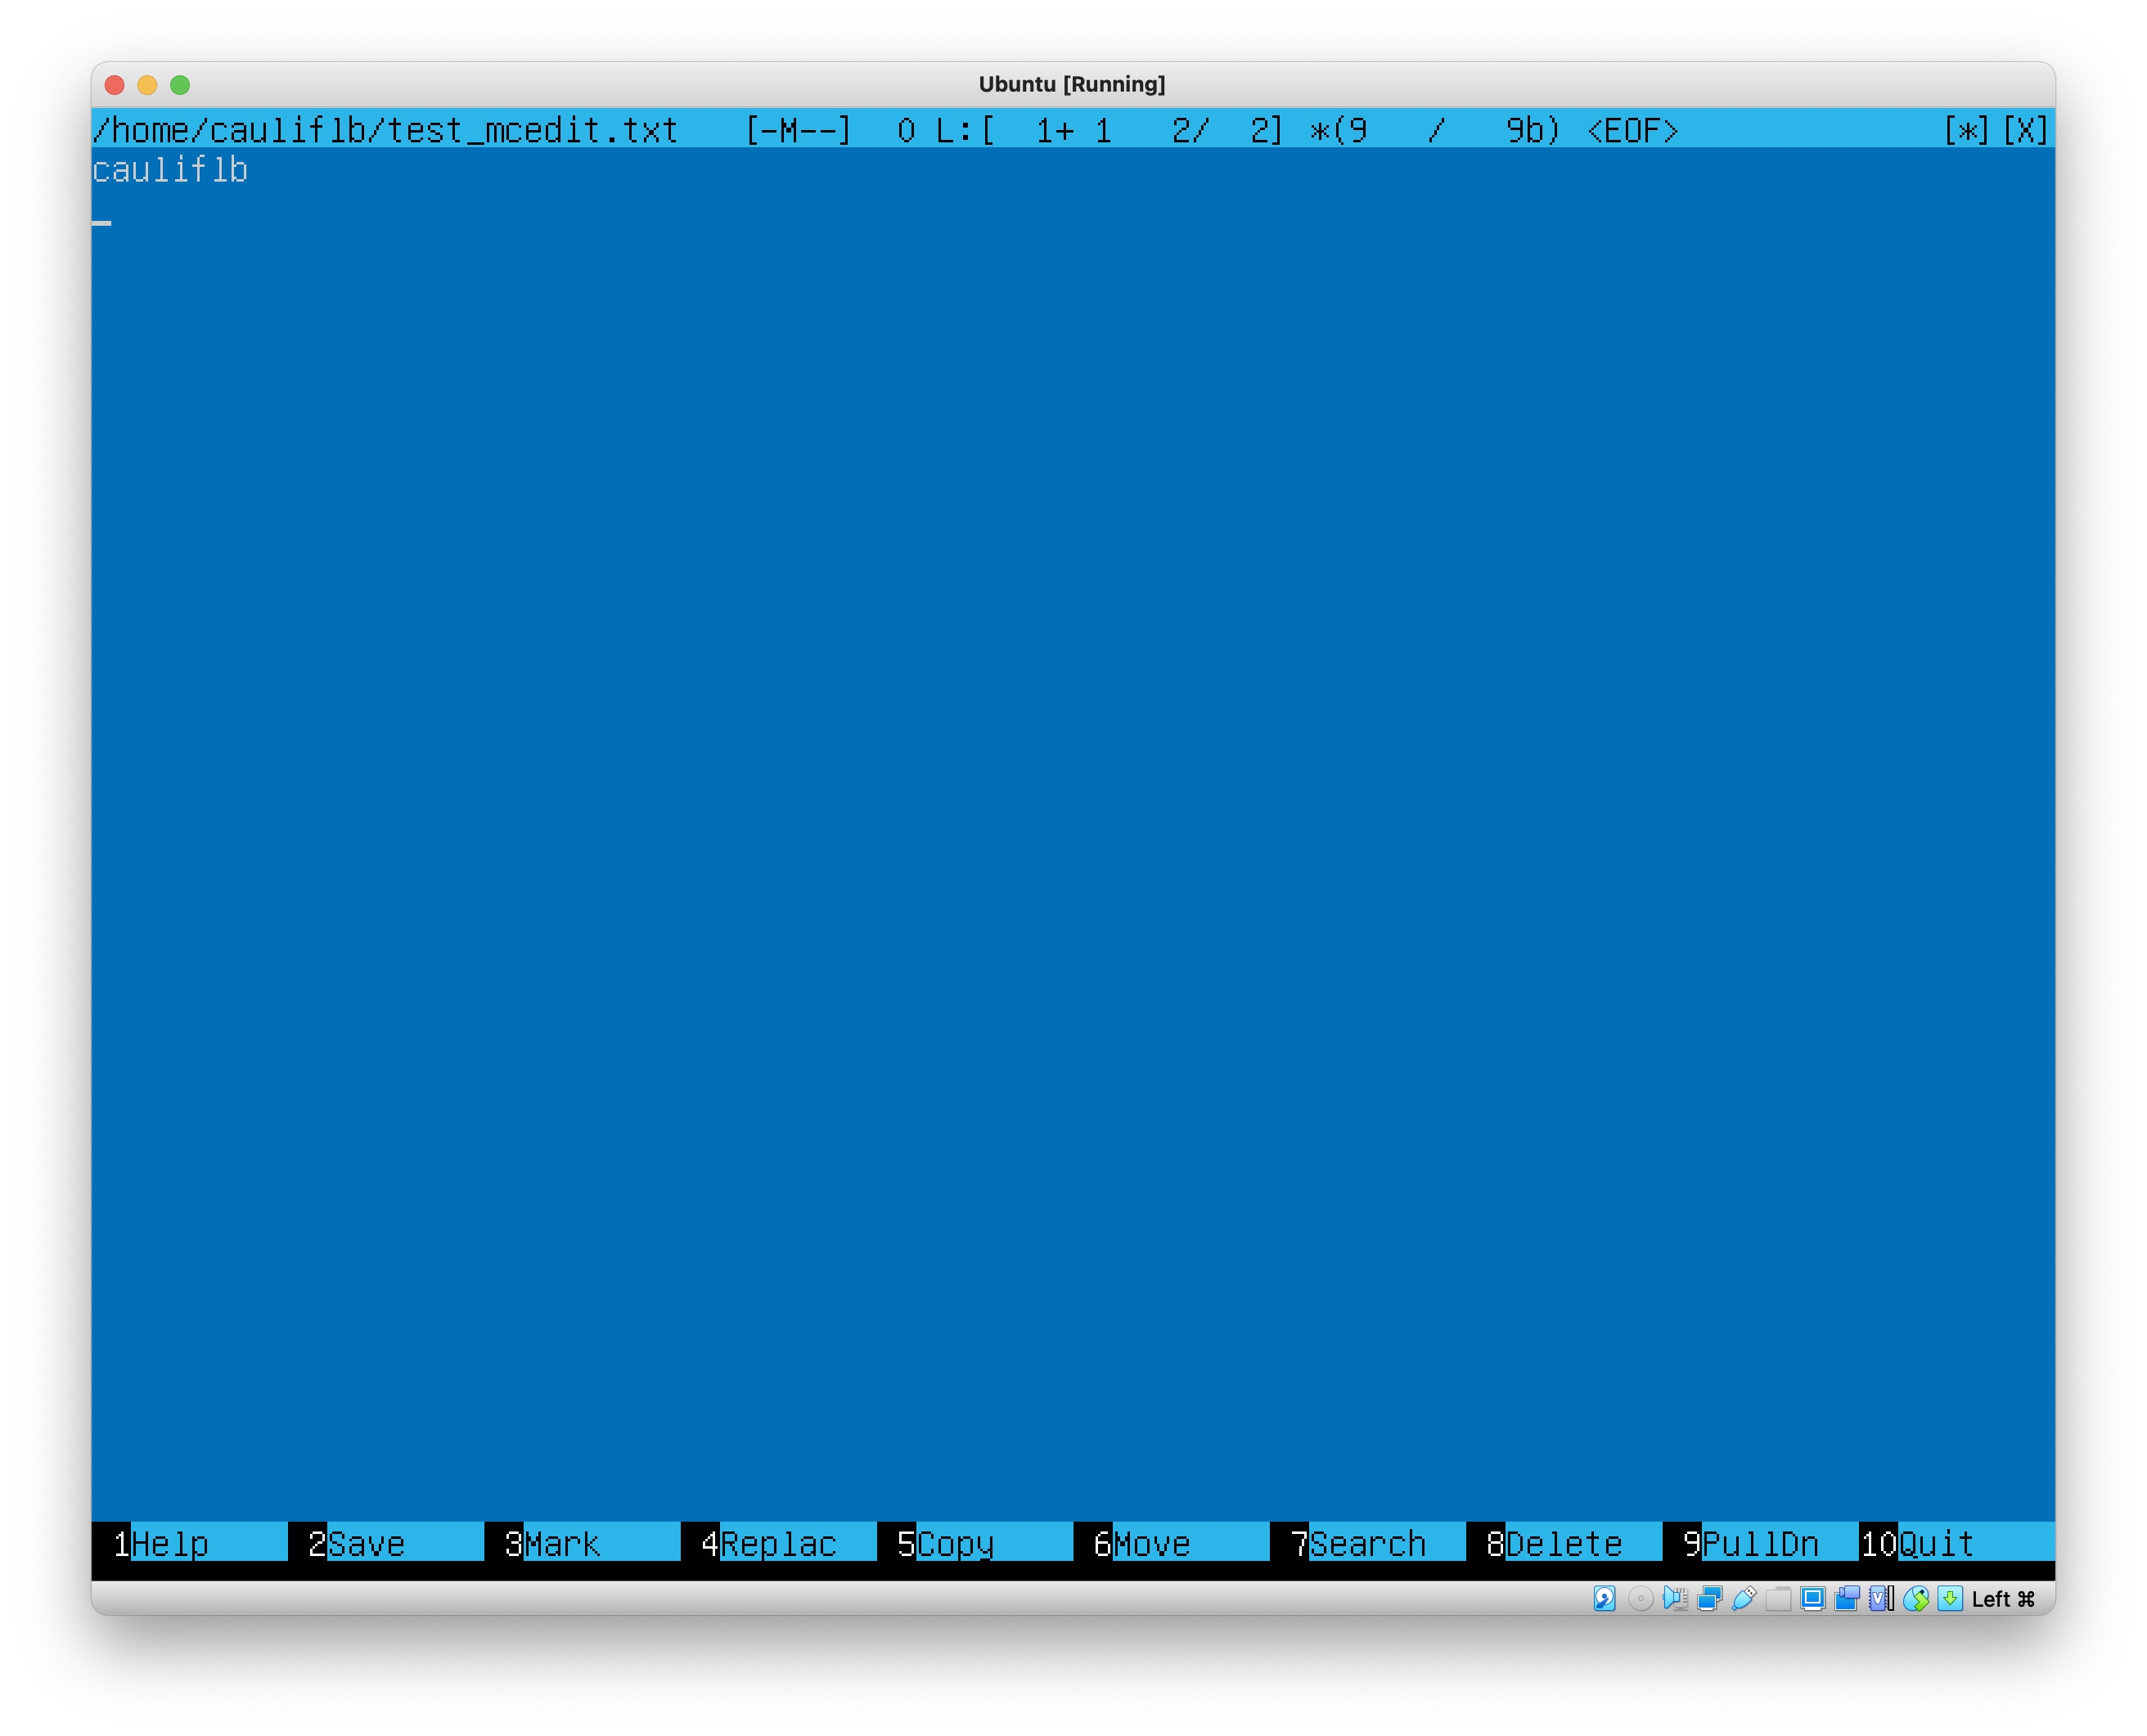 Ubuntu [Running]
/home/cauliflb/test_mcedit.txt [-M--] 0 L:[ 1+ 1 2/ 2] *(9 / 9b) <EOF> [*][X]
cauliflb
1Help 2Save 3Mark 4Replac 5Copy 6Move 7Search 8Delete 9PullDn 10Quit
Left ⌘